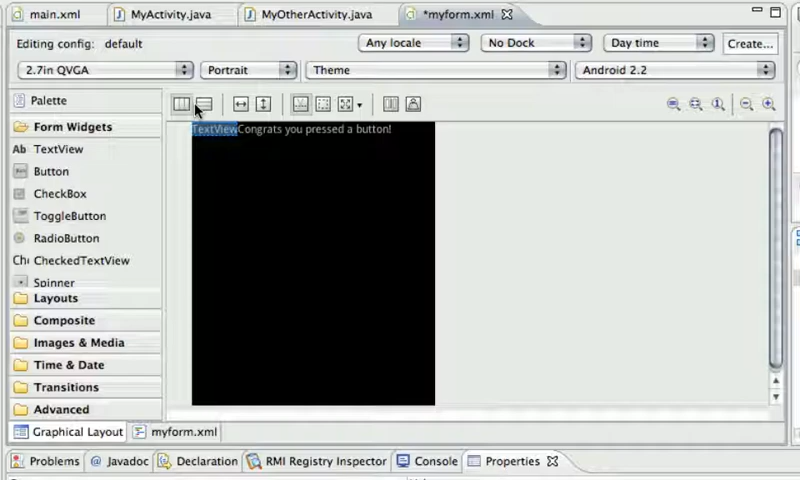 main.xml MyActivity.java MyOtherActivity.java *myform.xml
Editing config: default Any locale No Dock Day time Create...
2.7in QVGA Portrait Theme Android 2.2
Palette
Form Widgets
TextViewCongrats you pressed a button!
Ab TextView
Button
CheckBox
ToggleButton
RadioButton
CheckedTextView
Spinner
Layouts
Composite
Images & Media
Time & Date
Transitions
Advanced
Graphical Layout myform.xml
Problems @ Javadoc Declaration RMI Registry Inspector Console Properties